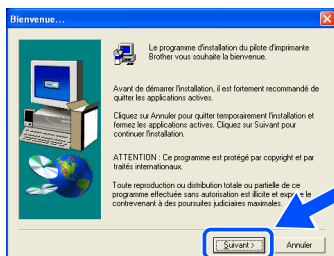 Bienvenue...
Le programme d'installation du pilote d'imprimante
Brother vous souhaite la bienvenue.
Avant de démarrer l'installation, il est fortement recommandé de
quitter les applications actives.
Cliquez sur Annuler pour quitter temporairement l'installation et
fermez les applications actives. Cliquez sur Suivant pour
continuer l'installation.
ATTENTION : Ce programme est protégé par copyright et par
traités internationaux.
Toute reproduction ou distribution totale ou partielle de ce
programme effectuée sans autorisation est illicite et expose le
contrevenant à des poursuites judiciaires maximales.
Suivant >
Annuler